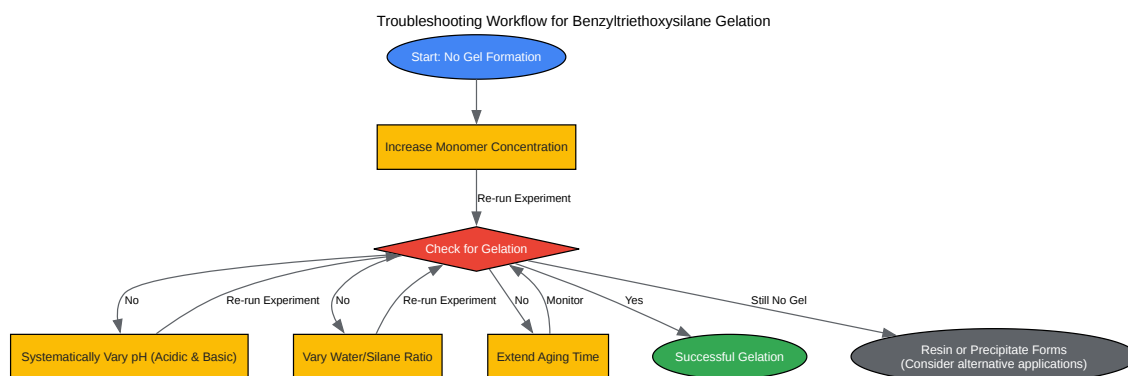 Troubleshooting Workflow for Benzyltriethoxysilane Gelation
Start: No Gel Formation
Increase Monomer Concentration
Re-run Experiment
Check for Gelation
No
Re-run Experiment
No
Re-run Experiment
No
Monitor
Yes
Still No Gel
Systematically Vary pH (Acidic & Basic)
Vary Water/Silane Ratio
Extend Aging Time
Successful Gelation
Resin or Precipitate Forms
(Consider alternative applications)